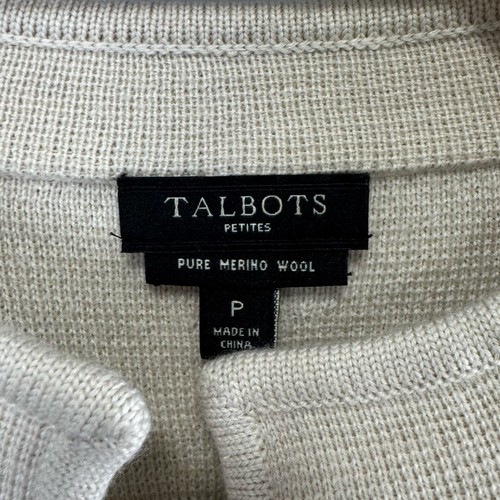 TALBOTS
PETITES
PURE MERINO WOOL
P
MADE IN
CHINA